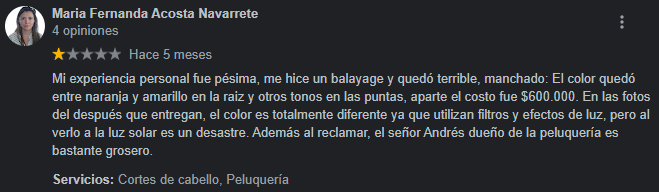 Maria Fernanda Acosta Navarrete
4 opiniones
Hace 5 meses
Mi experiencia personal fue pésima, me hice un balayage y quedó terrible, manchado: El color quedó
entre naranja y amarillo en la raiz y otros tonos en las puntas, aparte el costo fue $600.000. En las fotos
del después que entregan, el color es totalmente diferente ya que utilizan filtros y efectos de luz, pero al
verlo a la luz solar es un desastre. Además al reclamar, el señor Andrés dueño de la peluquería es
bastante grosero.
Servicios: Cortes de cabello, Peluquería